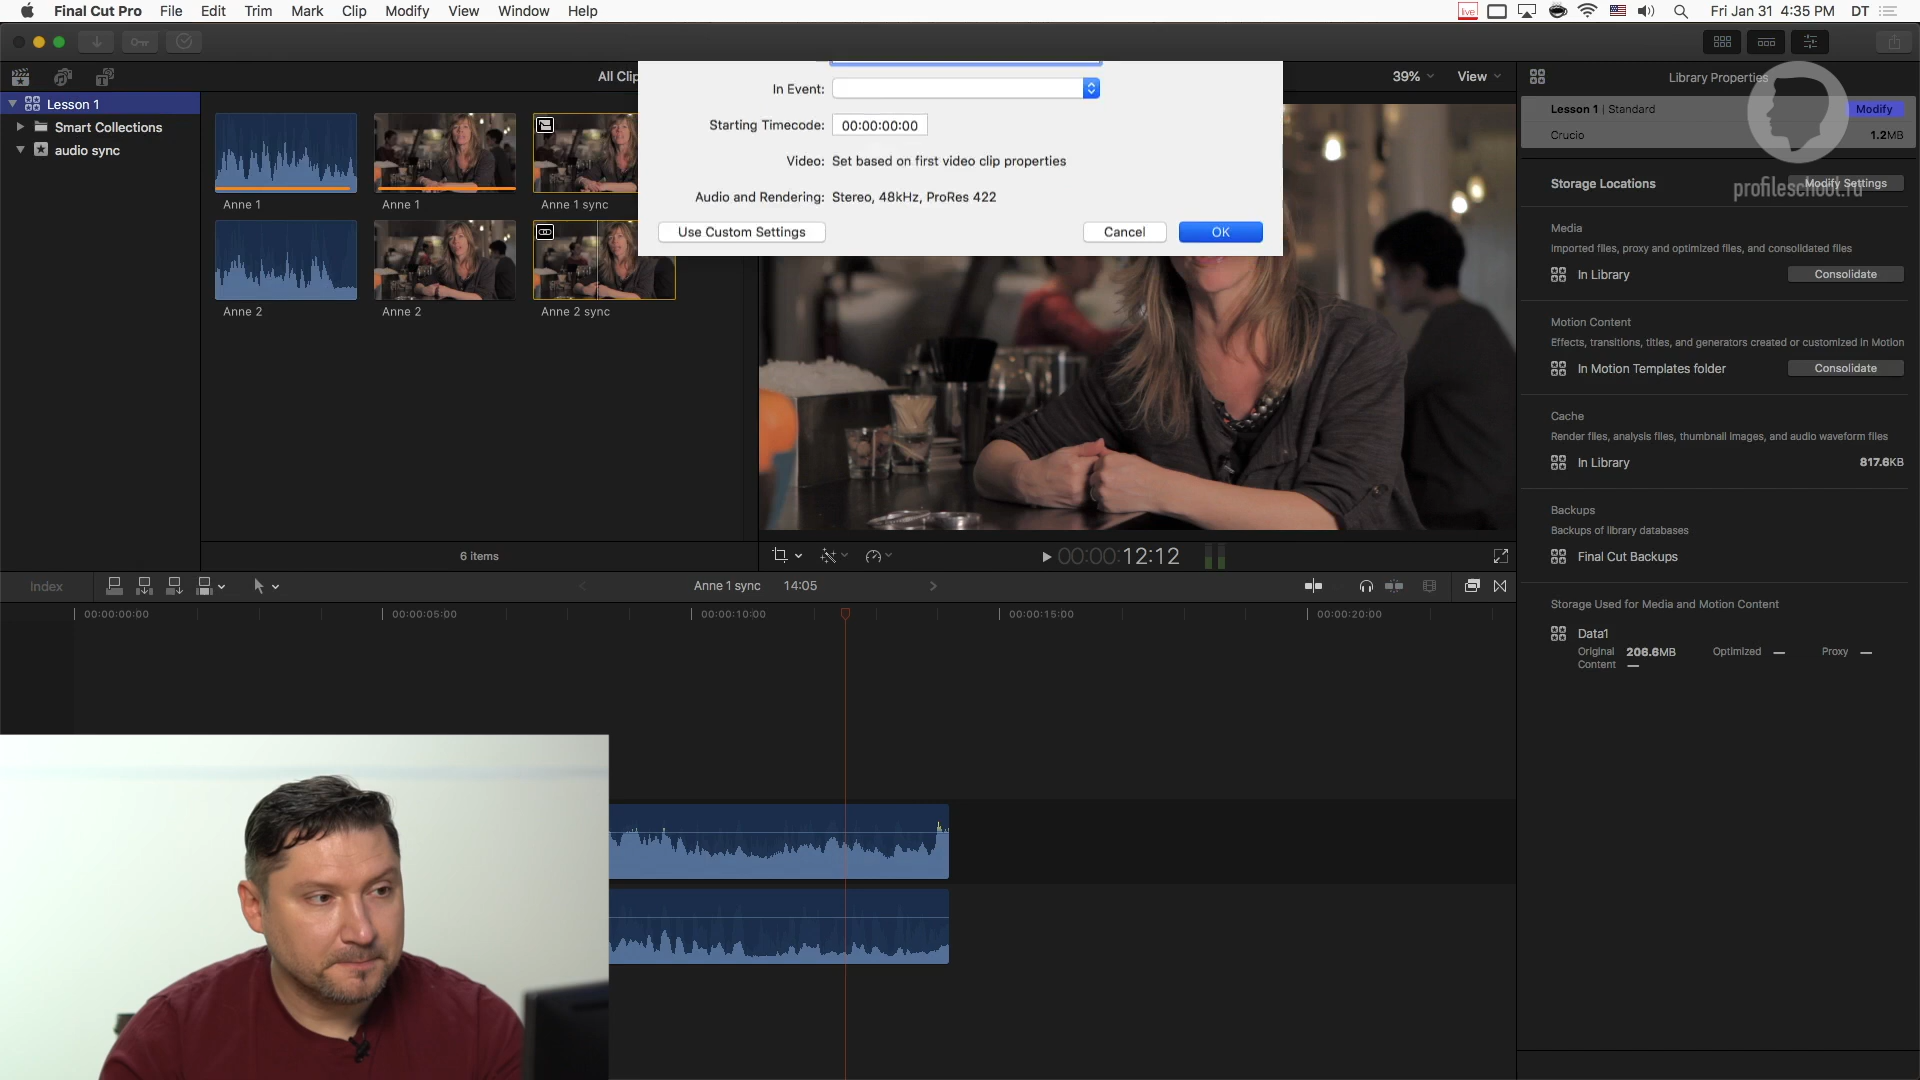 Final Cut Pro File Edit Trim Mark Clip Modify View Window Help
live
Fri Jan 31 4:35 PM DT
All Clip
39% View
Library Properties
Lesson 1
Smart Collections
audio sync
Anne 1
Anne 1
Anne 1 sync
Anne 2
Anne 2
Anne 2 sync
6 items
In Event:
Starting Timecode: 00:00:00:00
Video: Set based on first video clip properties
Audio and Rendering: Stereo, 48kHz, ProRes 422
Use Custom Settings
Cancel
OK
00:00:12:12
Lesson 1 | Standard
Modify
Crucio
1.2MB
Storage Locations
Modify Settings
profileschool.ru
Media
Imported files, proxy and optimized files, and consolidated files
In Library
Consolidate
Motion Content
Effects, transitions, titles, and generators created or customized in Motion
In Motion Templates folder
Consolidate
Cache
Render files, analysis files, thumbnail images, and audio waveform files
In Library
817.6KB
Backups
Backups of library databases
Final Cut Backups
Storage Used for Media and Motion Content
Data1
Original 206.6MB Optimized — Proxy —
Content —
Index
Anne 1 sync 14:05
00:00:00:00
00:00:05:00
00:00:10:00
00:00:15:00
00:00:20:00